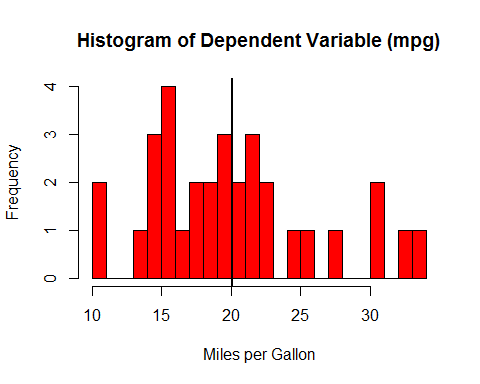 Histogram of Dependent Variable (mpg)
Frequency
4
3
2
1
0
10 15 20 25 30
Miles per Gallon